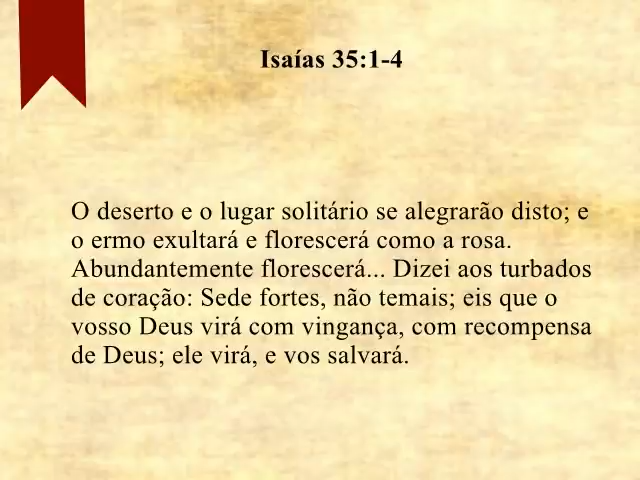 Isaías 35:1-4
O deserto e o lugar solitário se alegrarão disto; e
o ermo exultará e florescerá como a rosa.
Abundantemente florescerá... Dizei aos turbados
de coração: Sede fortes, não temais; eis que o
vosso Deus virá com vingança, com recompensa
de Deus; ele virá, e vos salvará.